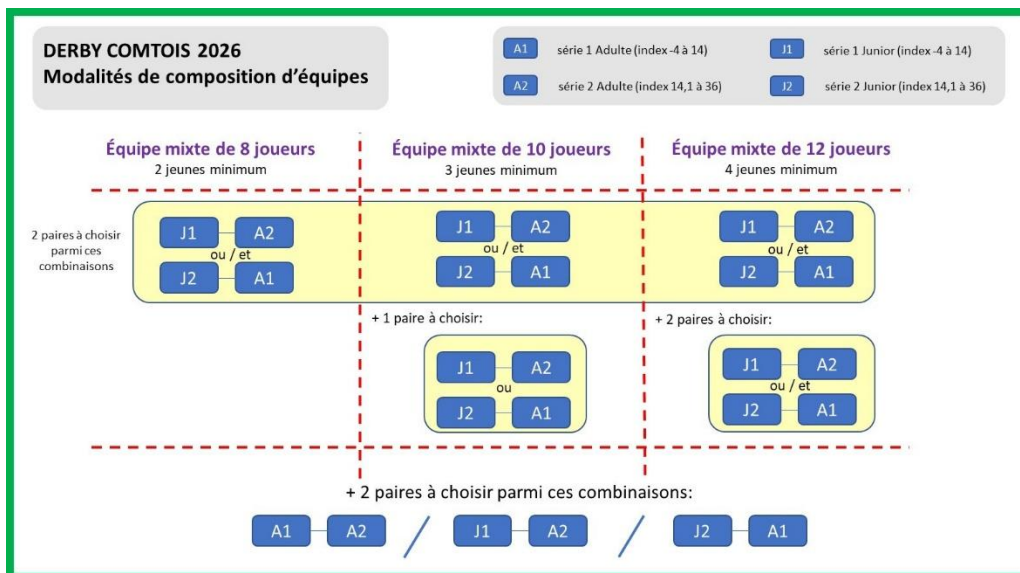 DERBY COMTOIS 2026
Modalités de composition d'équipes
A1 série 1 Adulte (index -4 à 14)
J1 série 1 Junior (index -4 à 14)
A2 série 2 Adulte (index 14,1 à 36)
J2 série 2 Junior (index 14,1 à 36)
Équipe mixte de 8 joueurs
2 jeunes minimum
Équipe mixte de 10 joueurs
3 jeunes minimum
Équipe mixte de 12 joueurs
4 jeunes minimum
2 paires à choisir
parmi ces
combinaisons
J1 A2
ou / et
J2 A1
J1 A2
ou / et
J2 A1
J1 A2
ou / et
J2 A1
+ 1 paire à choisir:
J1 A2
ou
J2 A1
+ 2 paires à choisir:
J1 A2
ou / et
J2 A1
+ 2 paires à choisir parmi ces combinaisons:
A1 A2 / J1 A2 / J2 A1